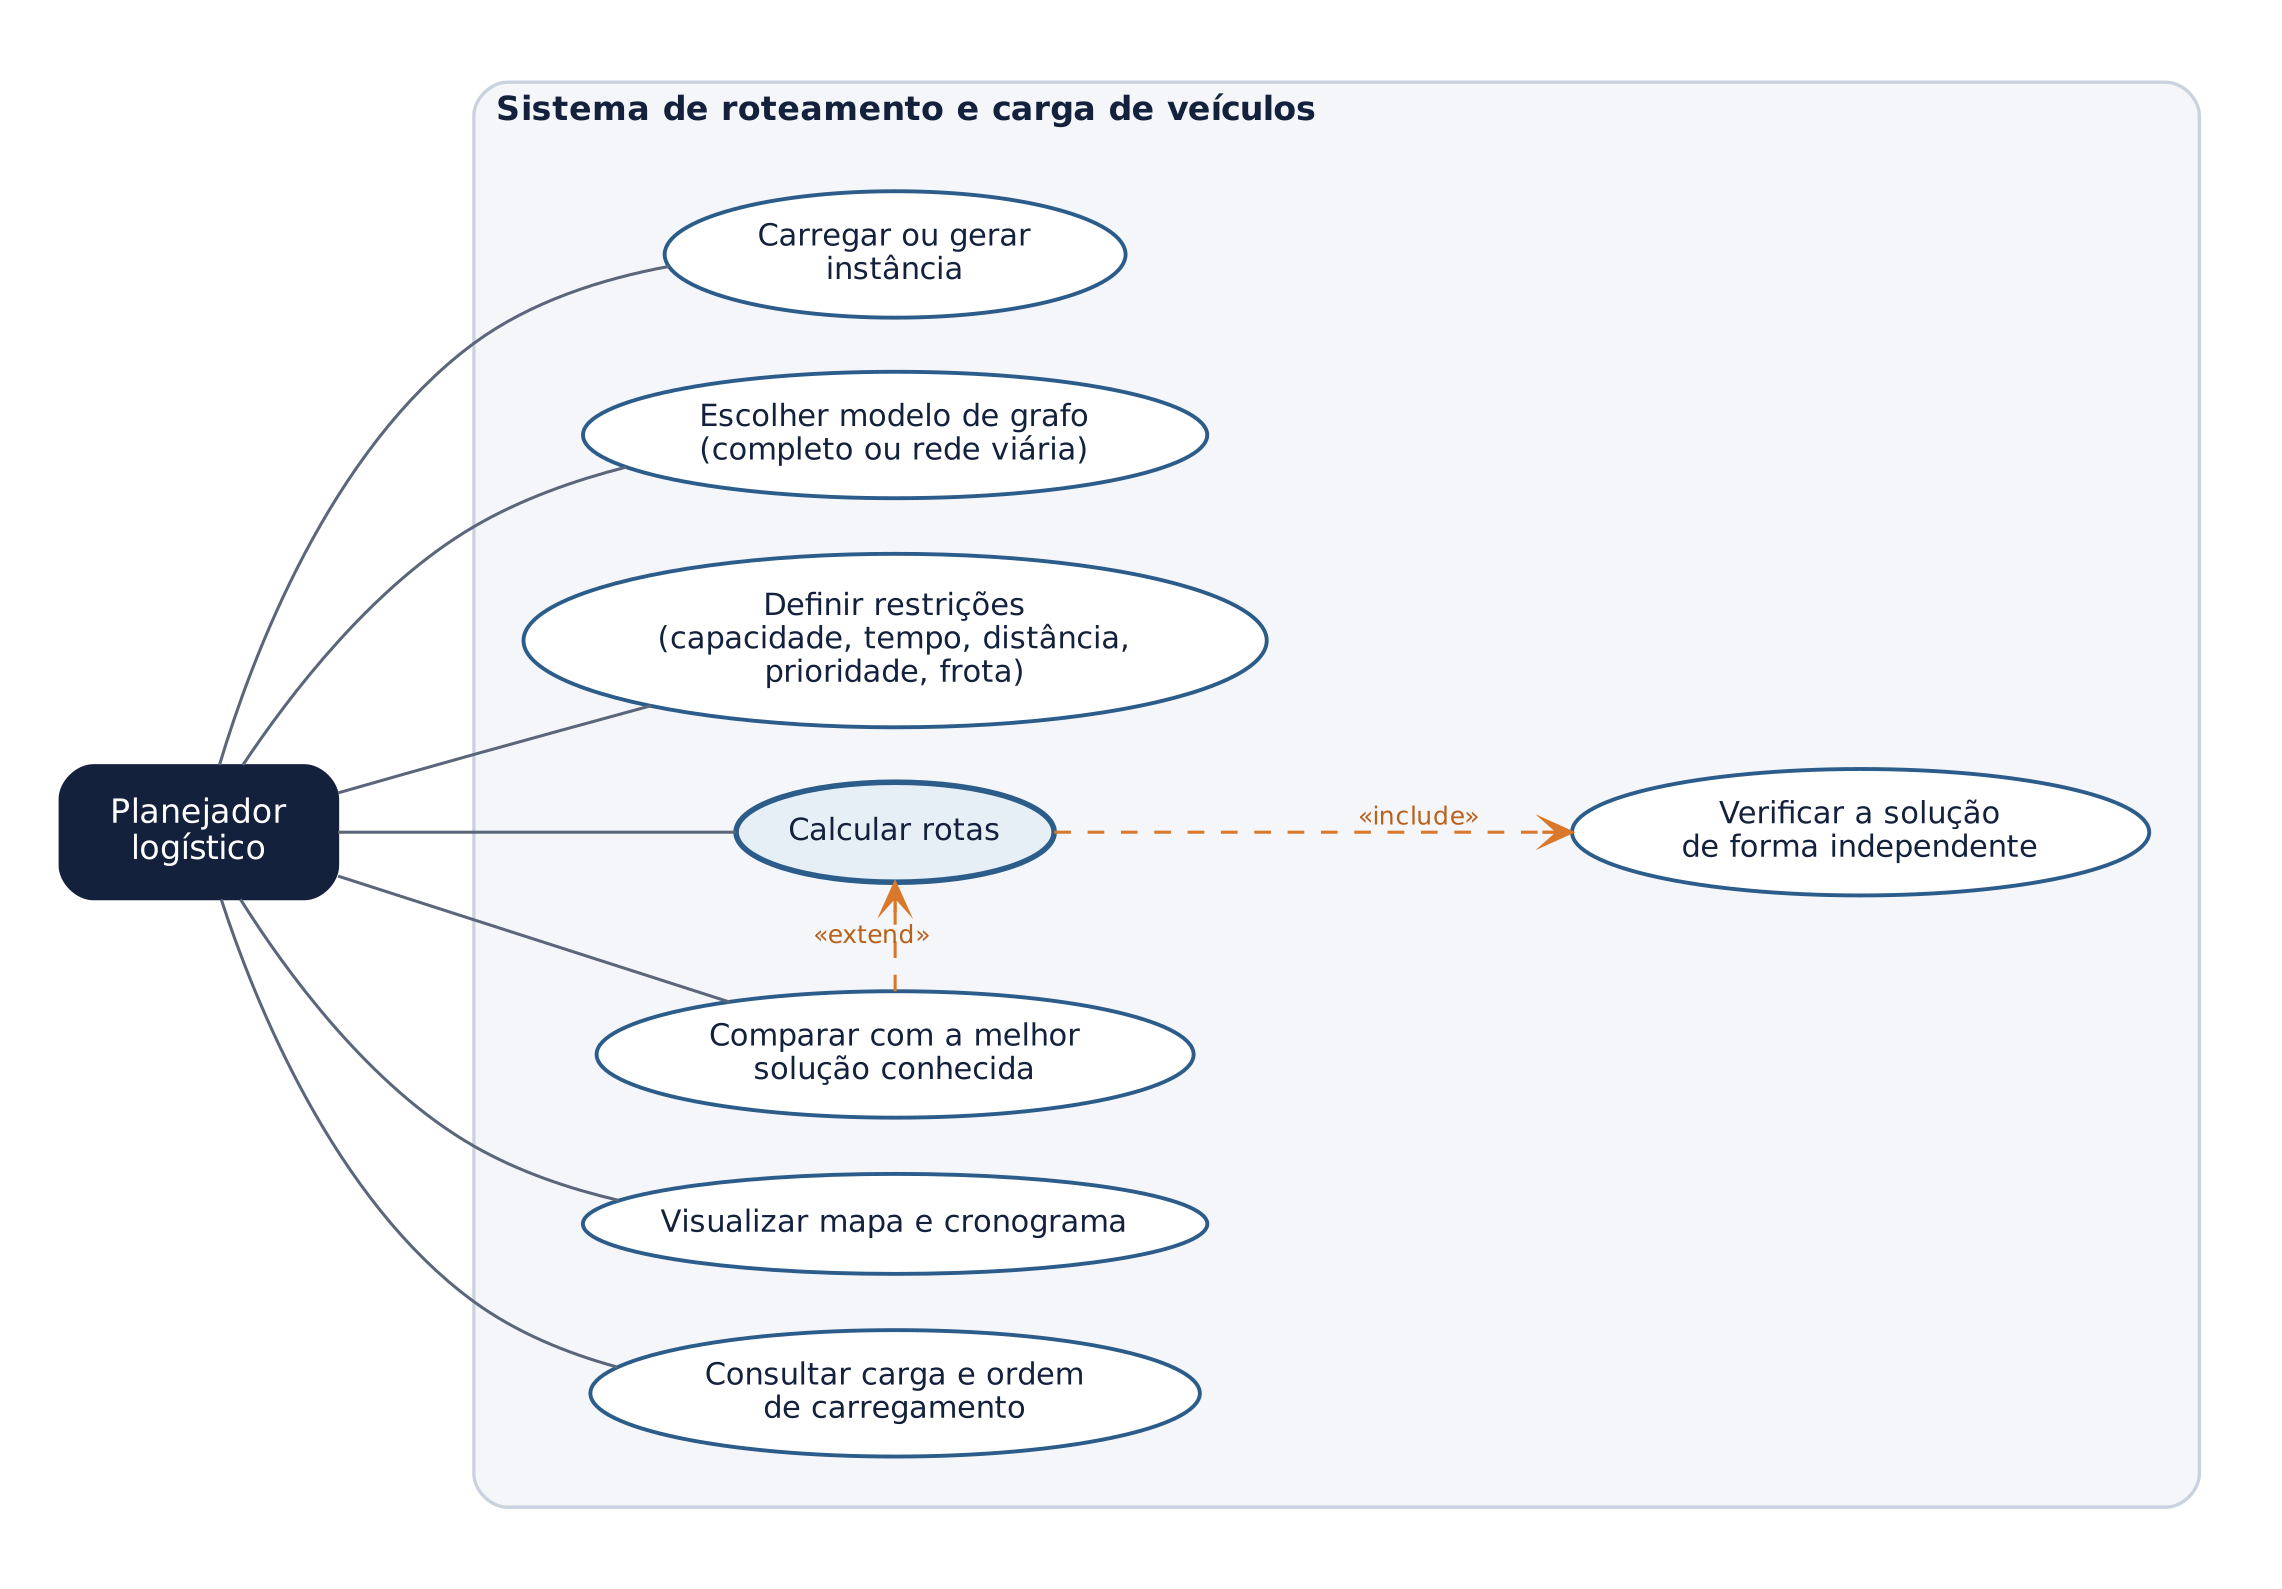 Sistema de roteamento e carga de veículos
Carregar ou gerar
instância
Escolher modelo de grafo
(completo ou rede viária)
Definir restrições
(capacidade, tempo, distância,
prioridade, frota)
Planejador
logístico
Calcular rotas
«include»
Verificar a solução
de forma independente
«extend»
Comparar com a melhor
solução conhecida
Visualizar mapa e cronograma
Consultar carga e ordem
de carregamento